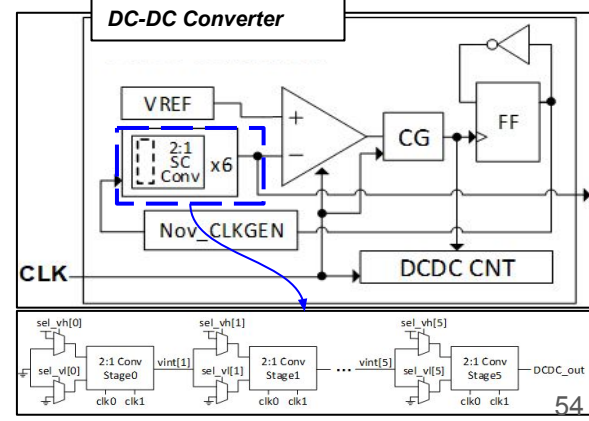 DC-DC Converter
VREF
+
−
2:1
SC
Conv
x6
CG
FF
Nov_CLKGEN
CLK
DCDC CNT
sel_vh[0]
sel_vh[1]
sel_vh[5]
sel_vl[0]
2:1 Conv
Stage0
vint[1]
sel_vl[1]
2:1 Conv
Stage1
...
vint[5]
sel_vl[5]
2:1 Conv
Stage5
DCDC_out
clk0 clk1
clk0 clk1
clk0 clk1
54